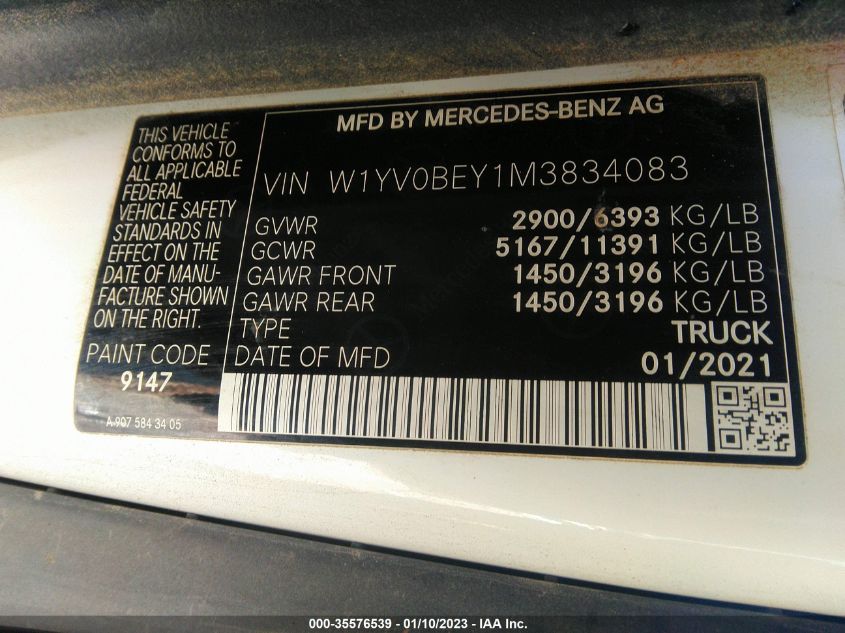 THIS VEHICLE
CONFORMS TO
ALL APPLICABLE
FEDERAL
VEHICLE SAFETY
STANDARDS IN
EFFECT ON THE
DATE OF MANU-
FACTURE SHOWN
ON THE RIGHT.
PAINT CODE
9147
A 907 584 34 05
MFD BY MERCEDES-BENZ AG
VIN W1YV0BEY1M3834083
GVWR 2900/6393 KG/LB
GCWR 5167/11391 KG/LB
GAWR FRONT 1450/3196 KG/LB
GAWR REAR 1450/3196 KG/LB
TYPE TRUCK
DATE OF MFD 01/2021
000-35576539 - 01/10/2023 - IAA Inc.